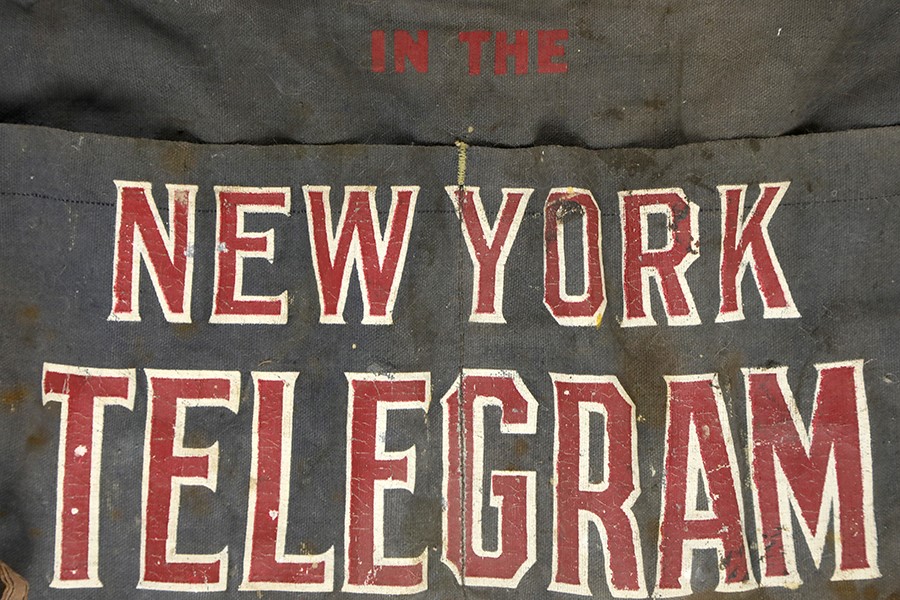 IN THE
NEW YORK
TELEGRAM